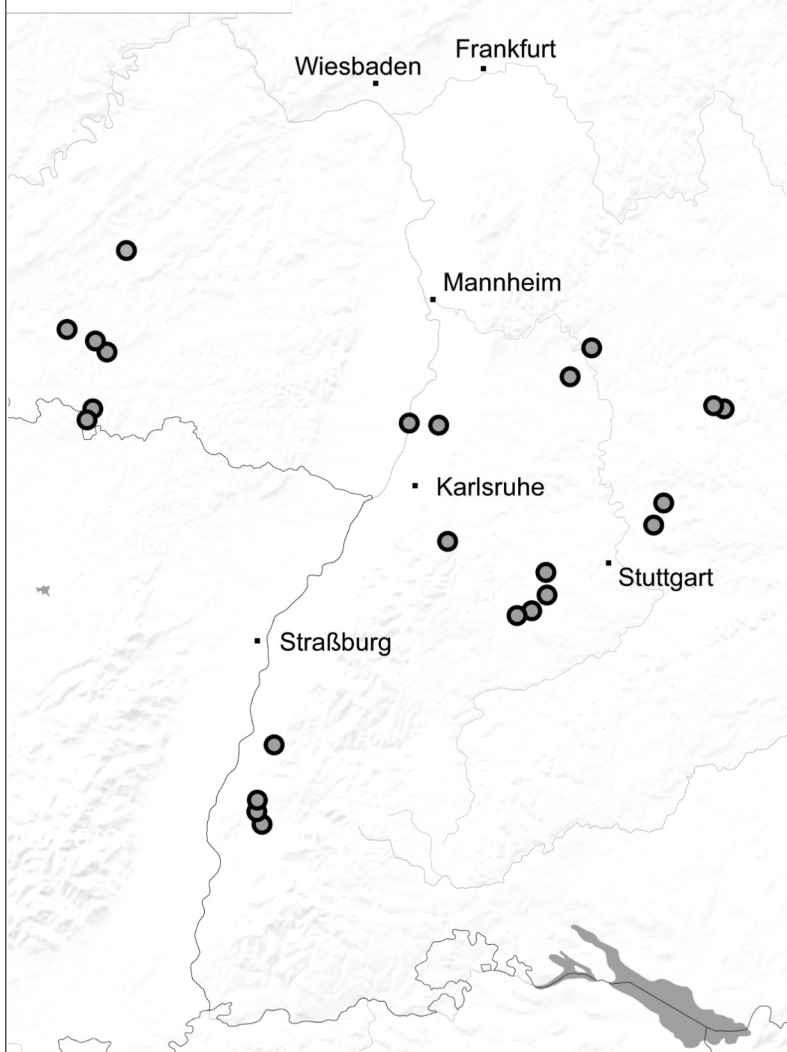 Frankfurt
Wiesbaden
Mannheim
Karlsruhe
Stuttgart
Straßburg